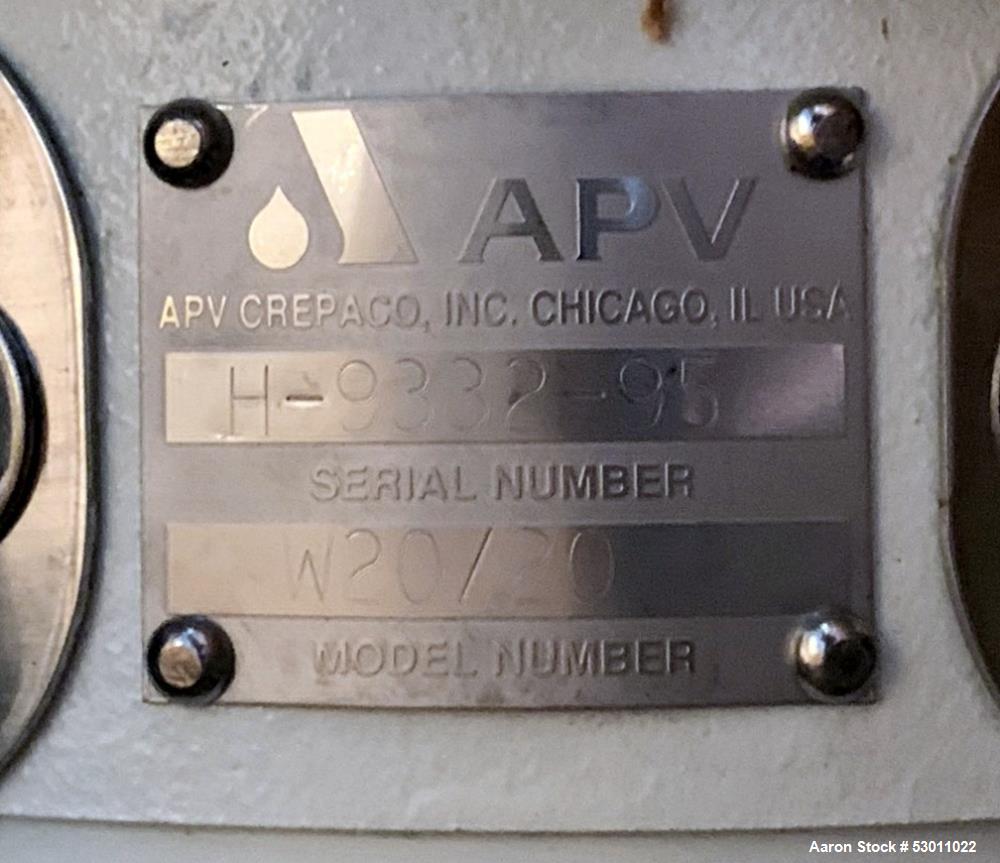 APV
APV CREPACO, INC. CHICAGO, IL USA
H-9332-95
SERIAL NUMBER
W20/20
MODEL NUMBER
Aaron Stock # 53011022